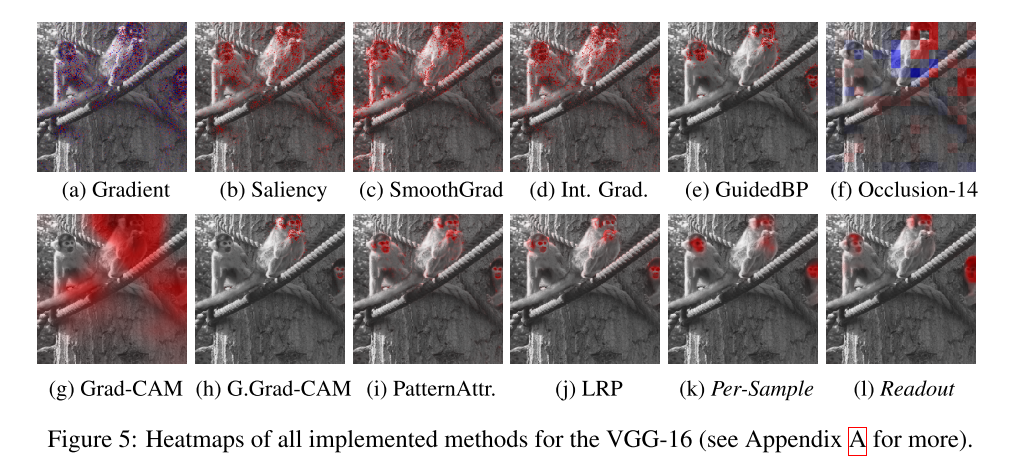 (a) Gradient (b) Saliency (c) SmoothGrad (d) Int. Grad. (e) GuidedBP (f) Occlusion-14
(g) Grad-CAM (h) G.Grad-CAM (i) PatternAttr. (j) LRP (k) Per-Sample (l) Readout
Figure 5: Heatmaps of all implemented methods for the VGG-16 (see Appendix A for more).